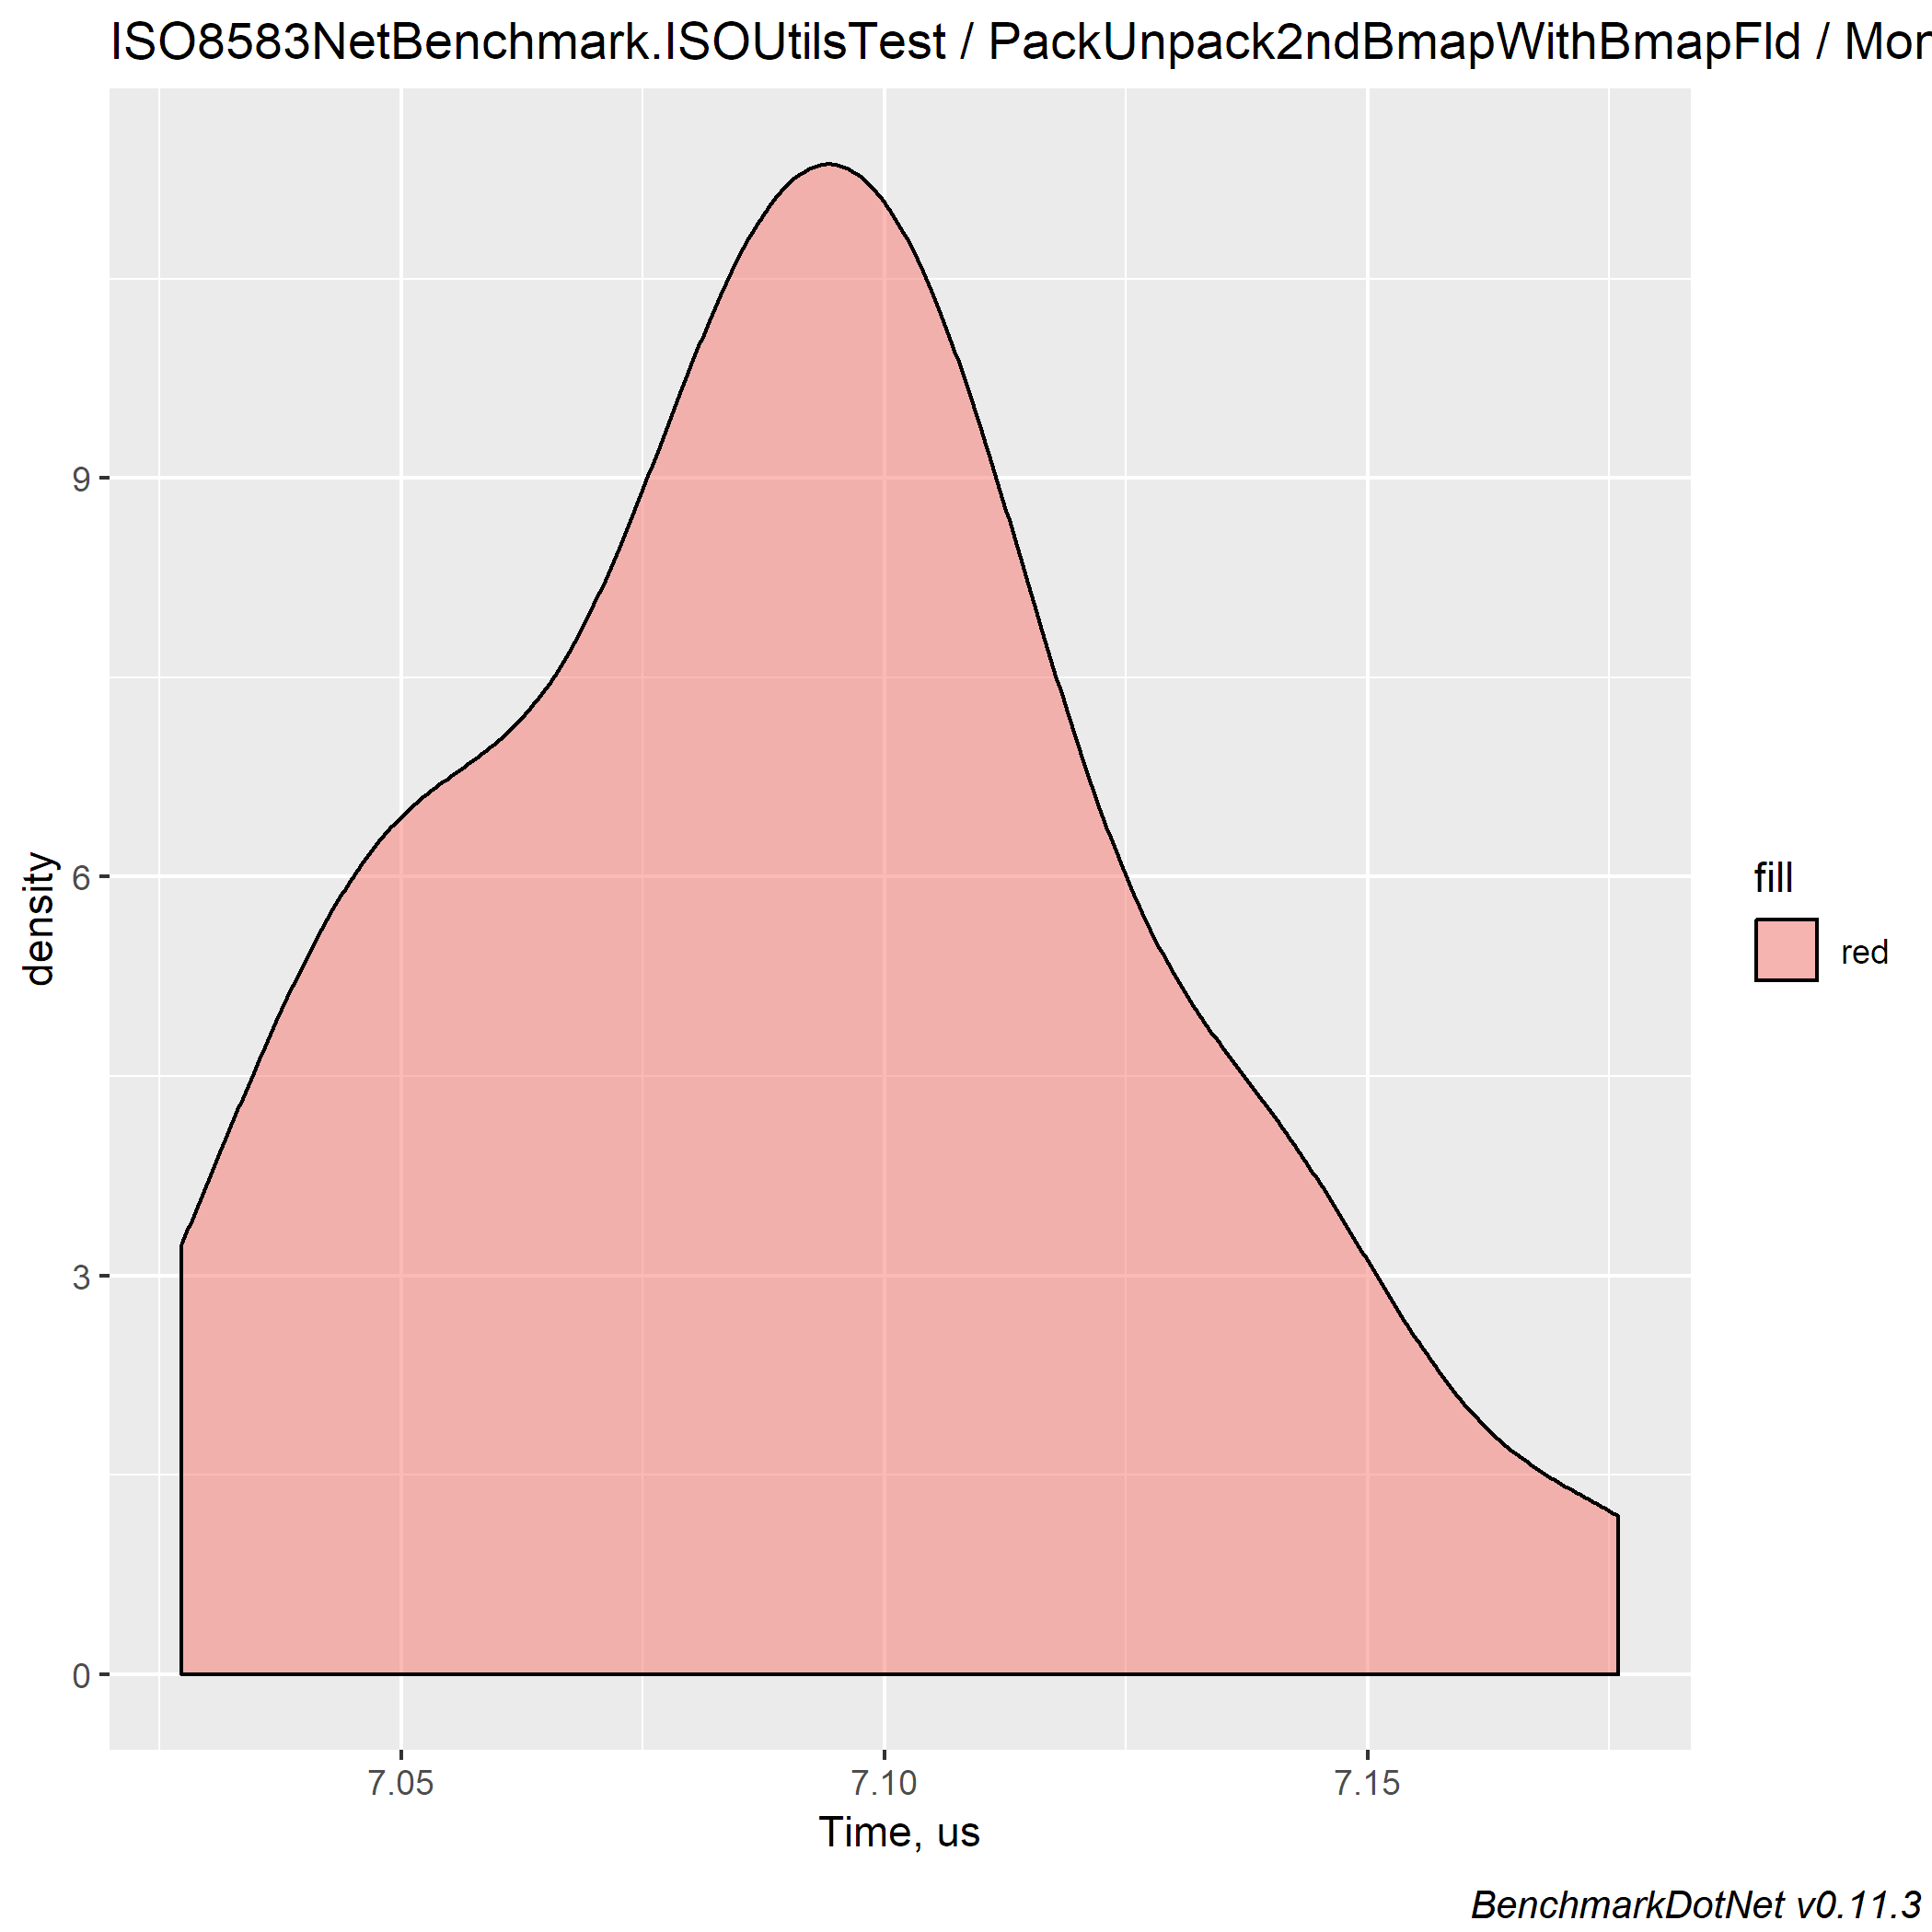 ISO8583NetBenchmark.ISOUtilsTest / PackUnpack2ndBmapWithBmapFld / Mon
density
9
6
3
0
7.05 7.10 7.15
Time, us
fill
red
BenchmarkDotNet v0.11.3